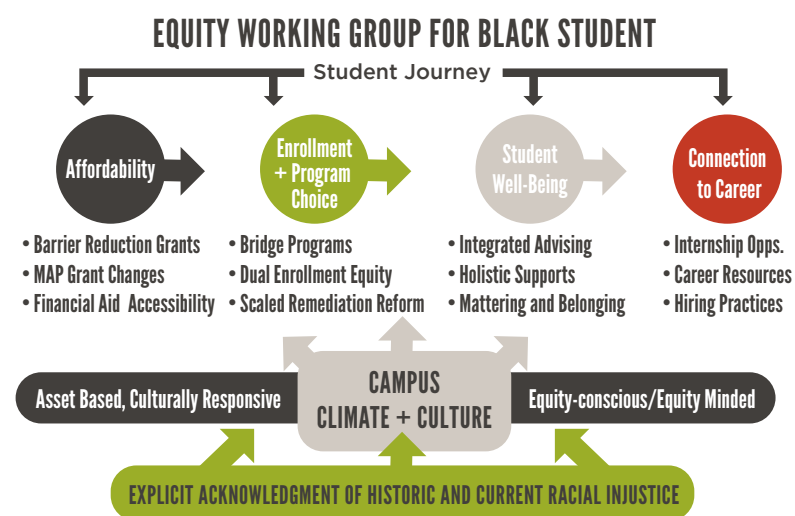 EQUITY WORKING GROUP FOR BLACK STUDENT
Student Journey
Affordability
• Barrier Reduction Grants
• MAP Grant Changes
• Financial Aid Accessibility
Enrollment
+ Program
Choice
• Bridge Programs
• Dual Enrollment Equity
• Scaled Remediation Reform
Student
Well-Being
• Integrated Advising
• Holistic Supports
• Mattering and Belonging
Connection
to Career
• Internship Opps.
• Career Resources
• Hiring Practices
Asset Based, Culturally Responsive
CAMPUS
CLIMATE + CULTURE
Equity-conscious/Equity Minded
EXPLICIT ACKNOWLEDGMENT OF HISTORIC AND CURRENT RACIAL INJUSTICE